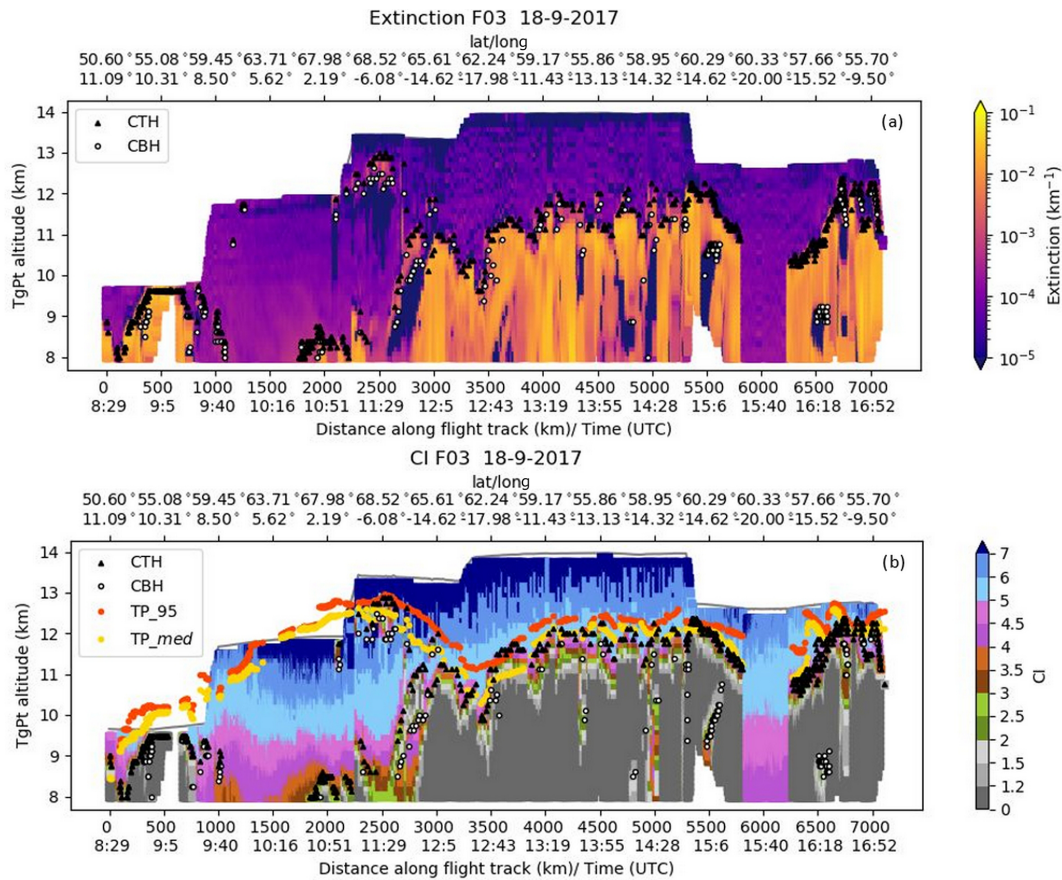 Extinction F03 18-9-2017
lat/long
50.60° 55.08° 59.45° 63.71° 67.98° 68.52° 65.61° 62.24° 59.17° 55.86° 58.95° 60.29° 60.33° 57.66° 55.70°
11.09° 10.31° 8.50° 5.62° 2.19° -6.08° -14.62° -17.98° -11.43° -13.13° -14.32° -14.62° -20.00° -15.52° -9.50°
CTH
CBH
(a)
TgPt altitude (km)
14
13
12
11
10
9
8
0 500 1000 1500 2000 2500 3000 3500 4000 4500 5000 5500 6000 6500 7000
8:29 9:5 9:40 10:16 10:51 11:29 12:5 12:43 13:19 13:55 14:28 15:6 15:40 16:18 16:52
Distance along flight track (km)/ Time (UTC)
10⁻¹
10⁻²
10⁻³
10⁻⁴
10⁻⁵
Extinction (km⁻¹)
CI F03 18-9-2017
lat/long
50.60° 55.08° 59.45° 63.71° 67.98° 68.52° 65.61° 62.24° 59.17° 55.86° 58.95° 60.29° 60.33° 57.66° 55.70°
11.09° 10.31° 8.50° 5.62° 2.19° -6.08° -14.62° -17.98° -11.43° -13.13° -14.32° -14.62° -20.00° -15.52° -9.50°
CTH
CBH
TP_95
TP_med
(b)
TgPt altitude (km)
14
13
12
11
10
9
8
0 500 1000 1500 2000 2500 3000 3500 4000 4500 5000 5500 6000 6500 7000
8:29 9:5 9:40 10:16 10:51 11:29 12:5 12:43 13:19 13:55 14:28 15:6 15:40 16:18 16:52
Distance along flight track (km)/ Time (UTC)
7
6
5
4.5
4
3.5
3
2.5
2
1.5
1.2
0
CI